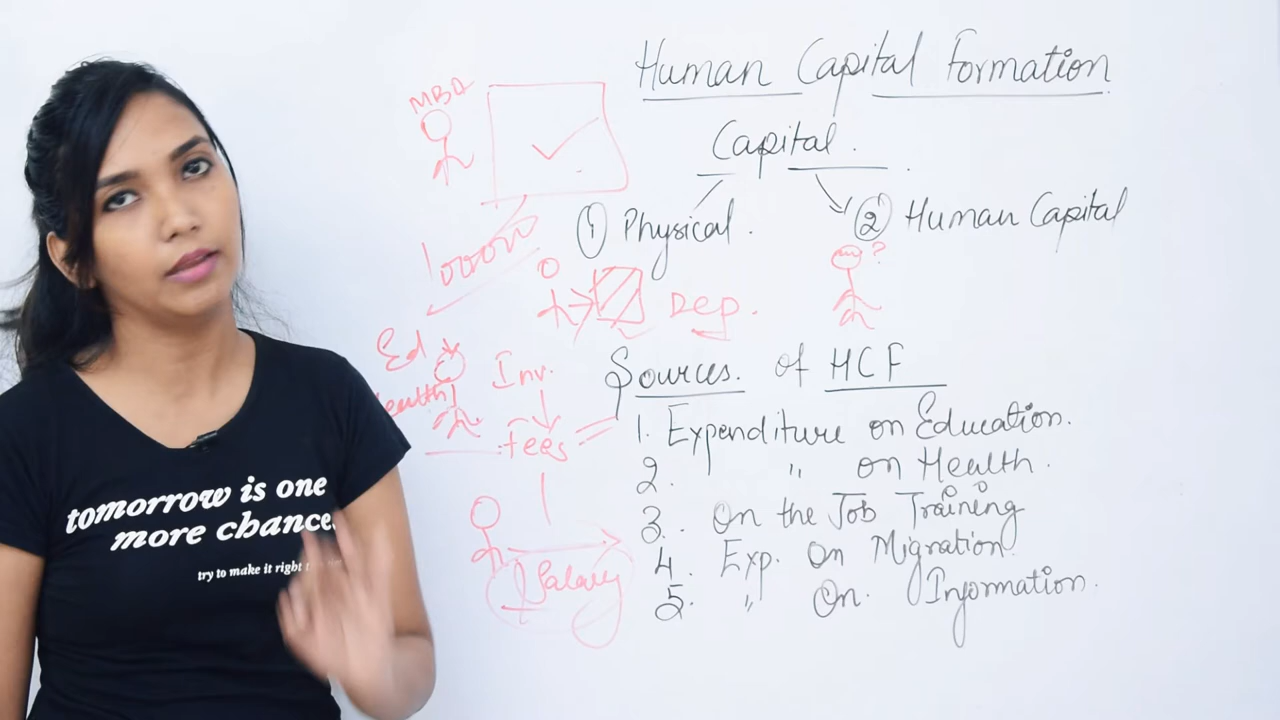 Human Capital Formation
Capital.
① Physical.
② Human Capital
?
MBA
Dep.
Ed
Inv.
fees
Salary
Sources. of HCF
1. Expenditure on Education.
2. " on Health.
3. On the Job Training
4. Exp. On Migration.
5. " On. Information.
tomorrow is one
more chance.
try to make it right